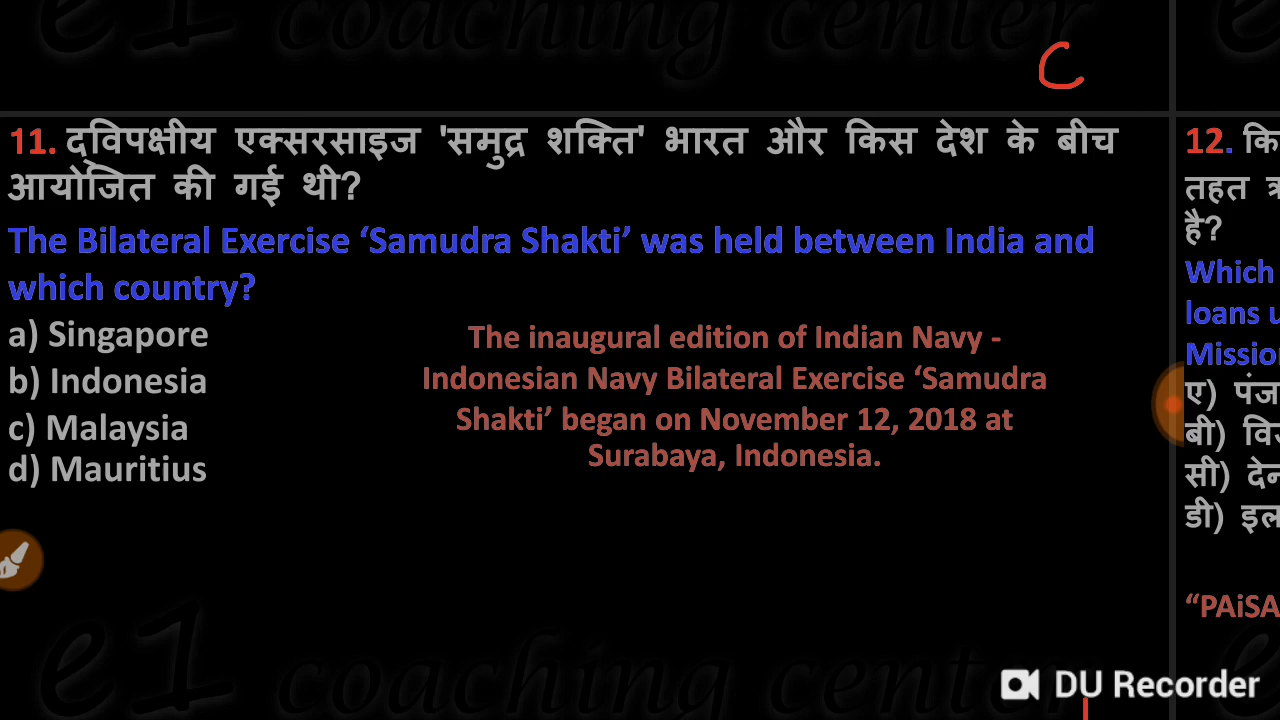 e1 coaching center
C
11. द्विपक्षीय एक्सरसाइज 'समुद्र शक्ति' भारत और किस देश के बीच
आयोजित की गई थी?
The Bilateral Exercise ‘Samudra Shakti’ was held between India and
which country?
a) Singapore
b) Indonesia
c) Malaysia
d) Mauritius
The inaugural edition of Indian Navy -
Indonesian Navy Bilateral Exercise ‘Samudra
Shakti’ began on November 12, 2018 at
Surabaya, Indonesia.
12. कि
तहत
है?
Which
loans u
Missio
ए) पंज
बी)
सी)
डी) इल
“PAiSA
e1 coaching center
DU Recorder